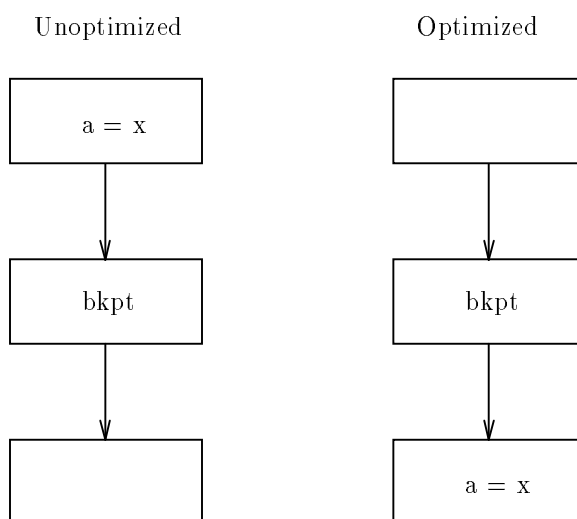 Unoptimized
Optimized
a = x
bkpt
bkpt
a = x